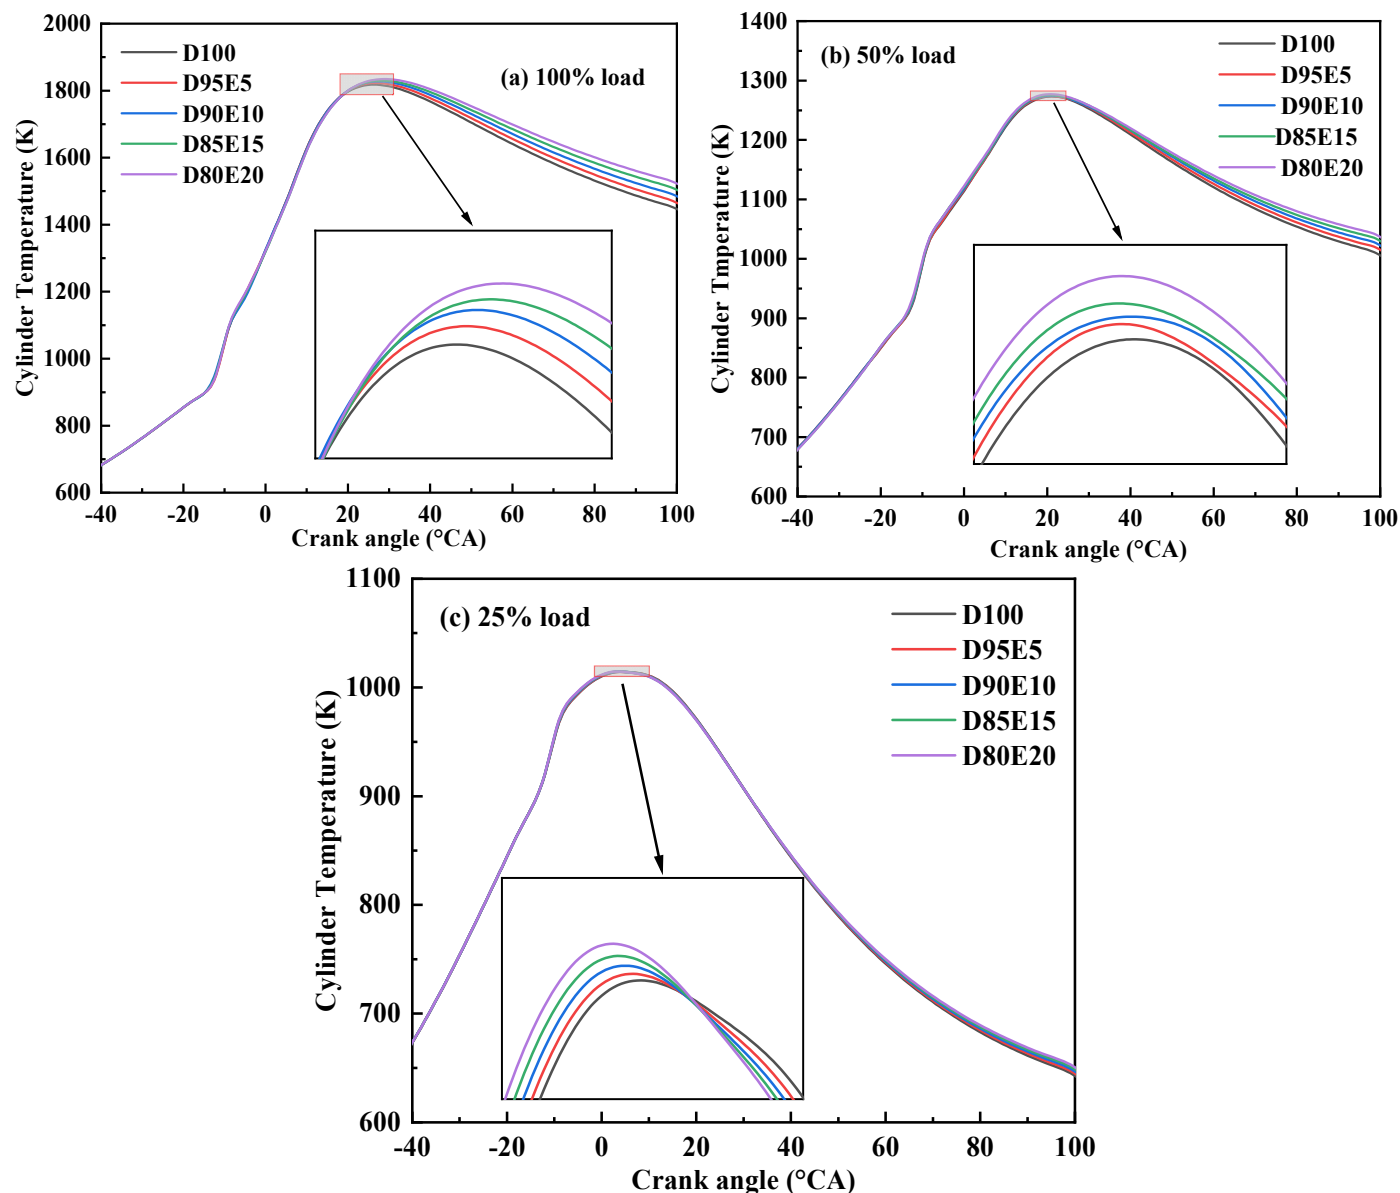 2000
1800
1600
1400
1200
1000
800
600
Cylinder Temperature (K)
D100
D95E5
D90E10
D85E15
D80E20
(a) 100% load
-40
-20
0
20
40
60
80
100
Crank angle (°CA)
1400
1300
1200
1100
1000
900
800
700
600
Cylinder Tmperature (K)
(b) 50% load
D100
D95E5
D90E10
D85E15
D80E20
-40
-20
0
20
40
60
80
100
Crank angle (°CA)
1100
1000
900
800
700
600
Cylinder Temperature (K)
(c) 25% load
D100
D95E5
D90E10
D85E15
D80E20
-40
-20
0
20
40
60
80
100
Crank angle (°CA)